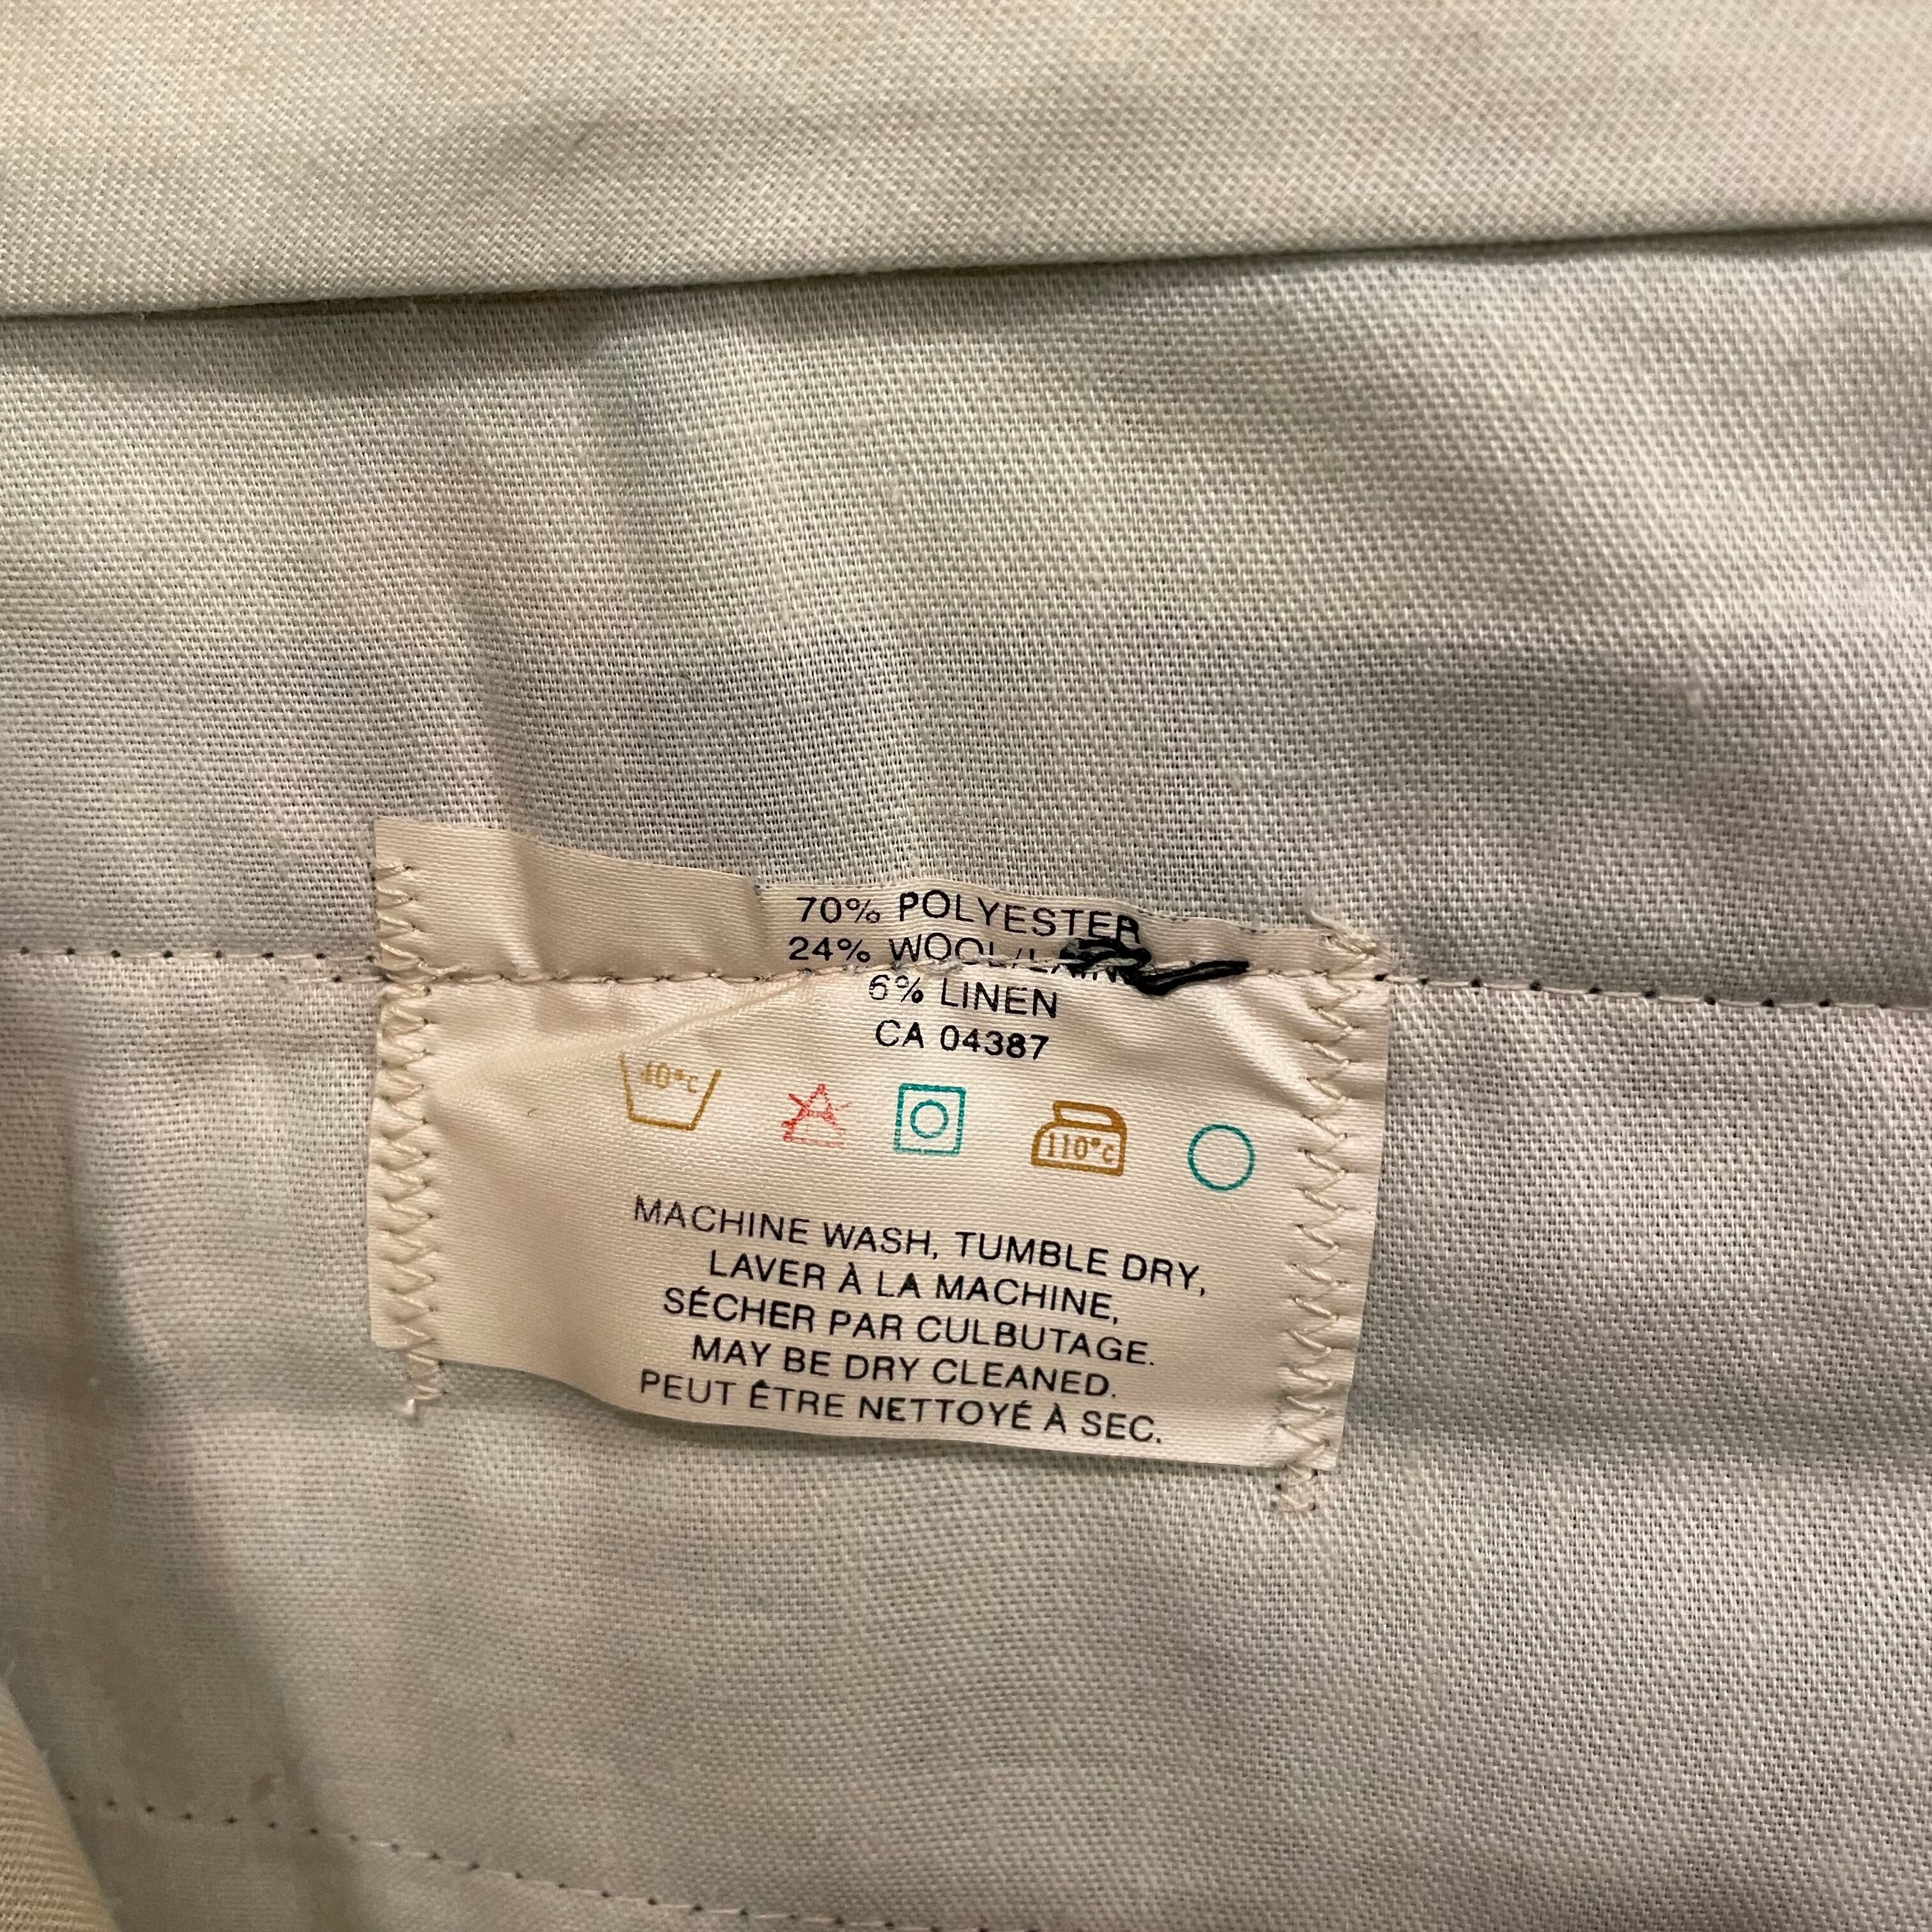 70% POLYESTER
24% WOOL/LAINE
6% LINEN
CA 04387
40°c
110°c
MACHINE WASH, TUMBLE DRY,
LAVER À LA MACHINE,
SÉCHER PAR CULBUTAGE.
MAY BE DRY CLEANED.
PEUT ÊTRE NETTOYÉ À SEC.